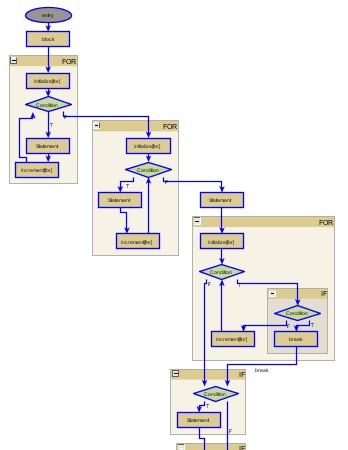 entry
block
FOR
initialize[for]
Condition
F
T
Statement
increment[for]
FOR
initialize[for]
Condition
T
F
Statement
increment[for]
Statement
FOR
initialize[for]
Condition
F
T
IF
Condition
F
T
increment[for]
break
break
IF
Condition
T
Statement
F
IF